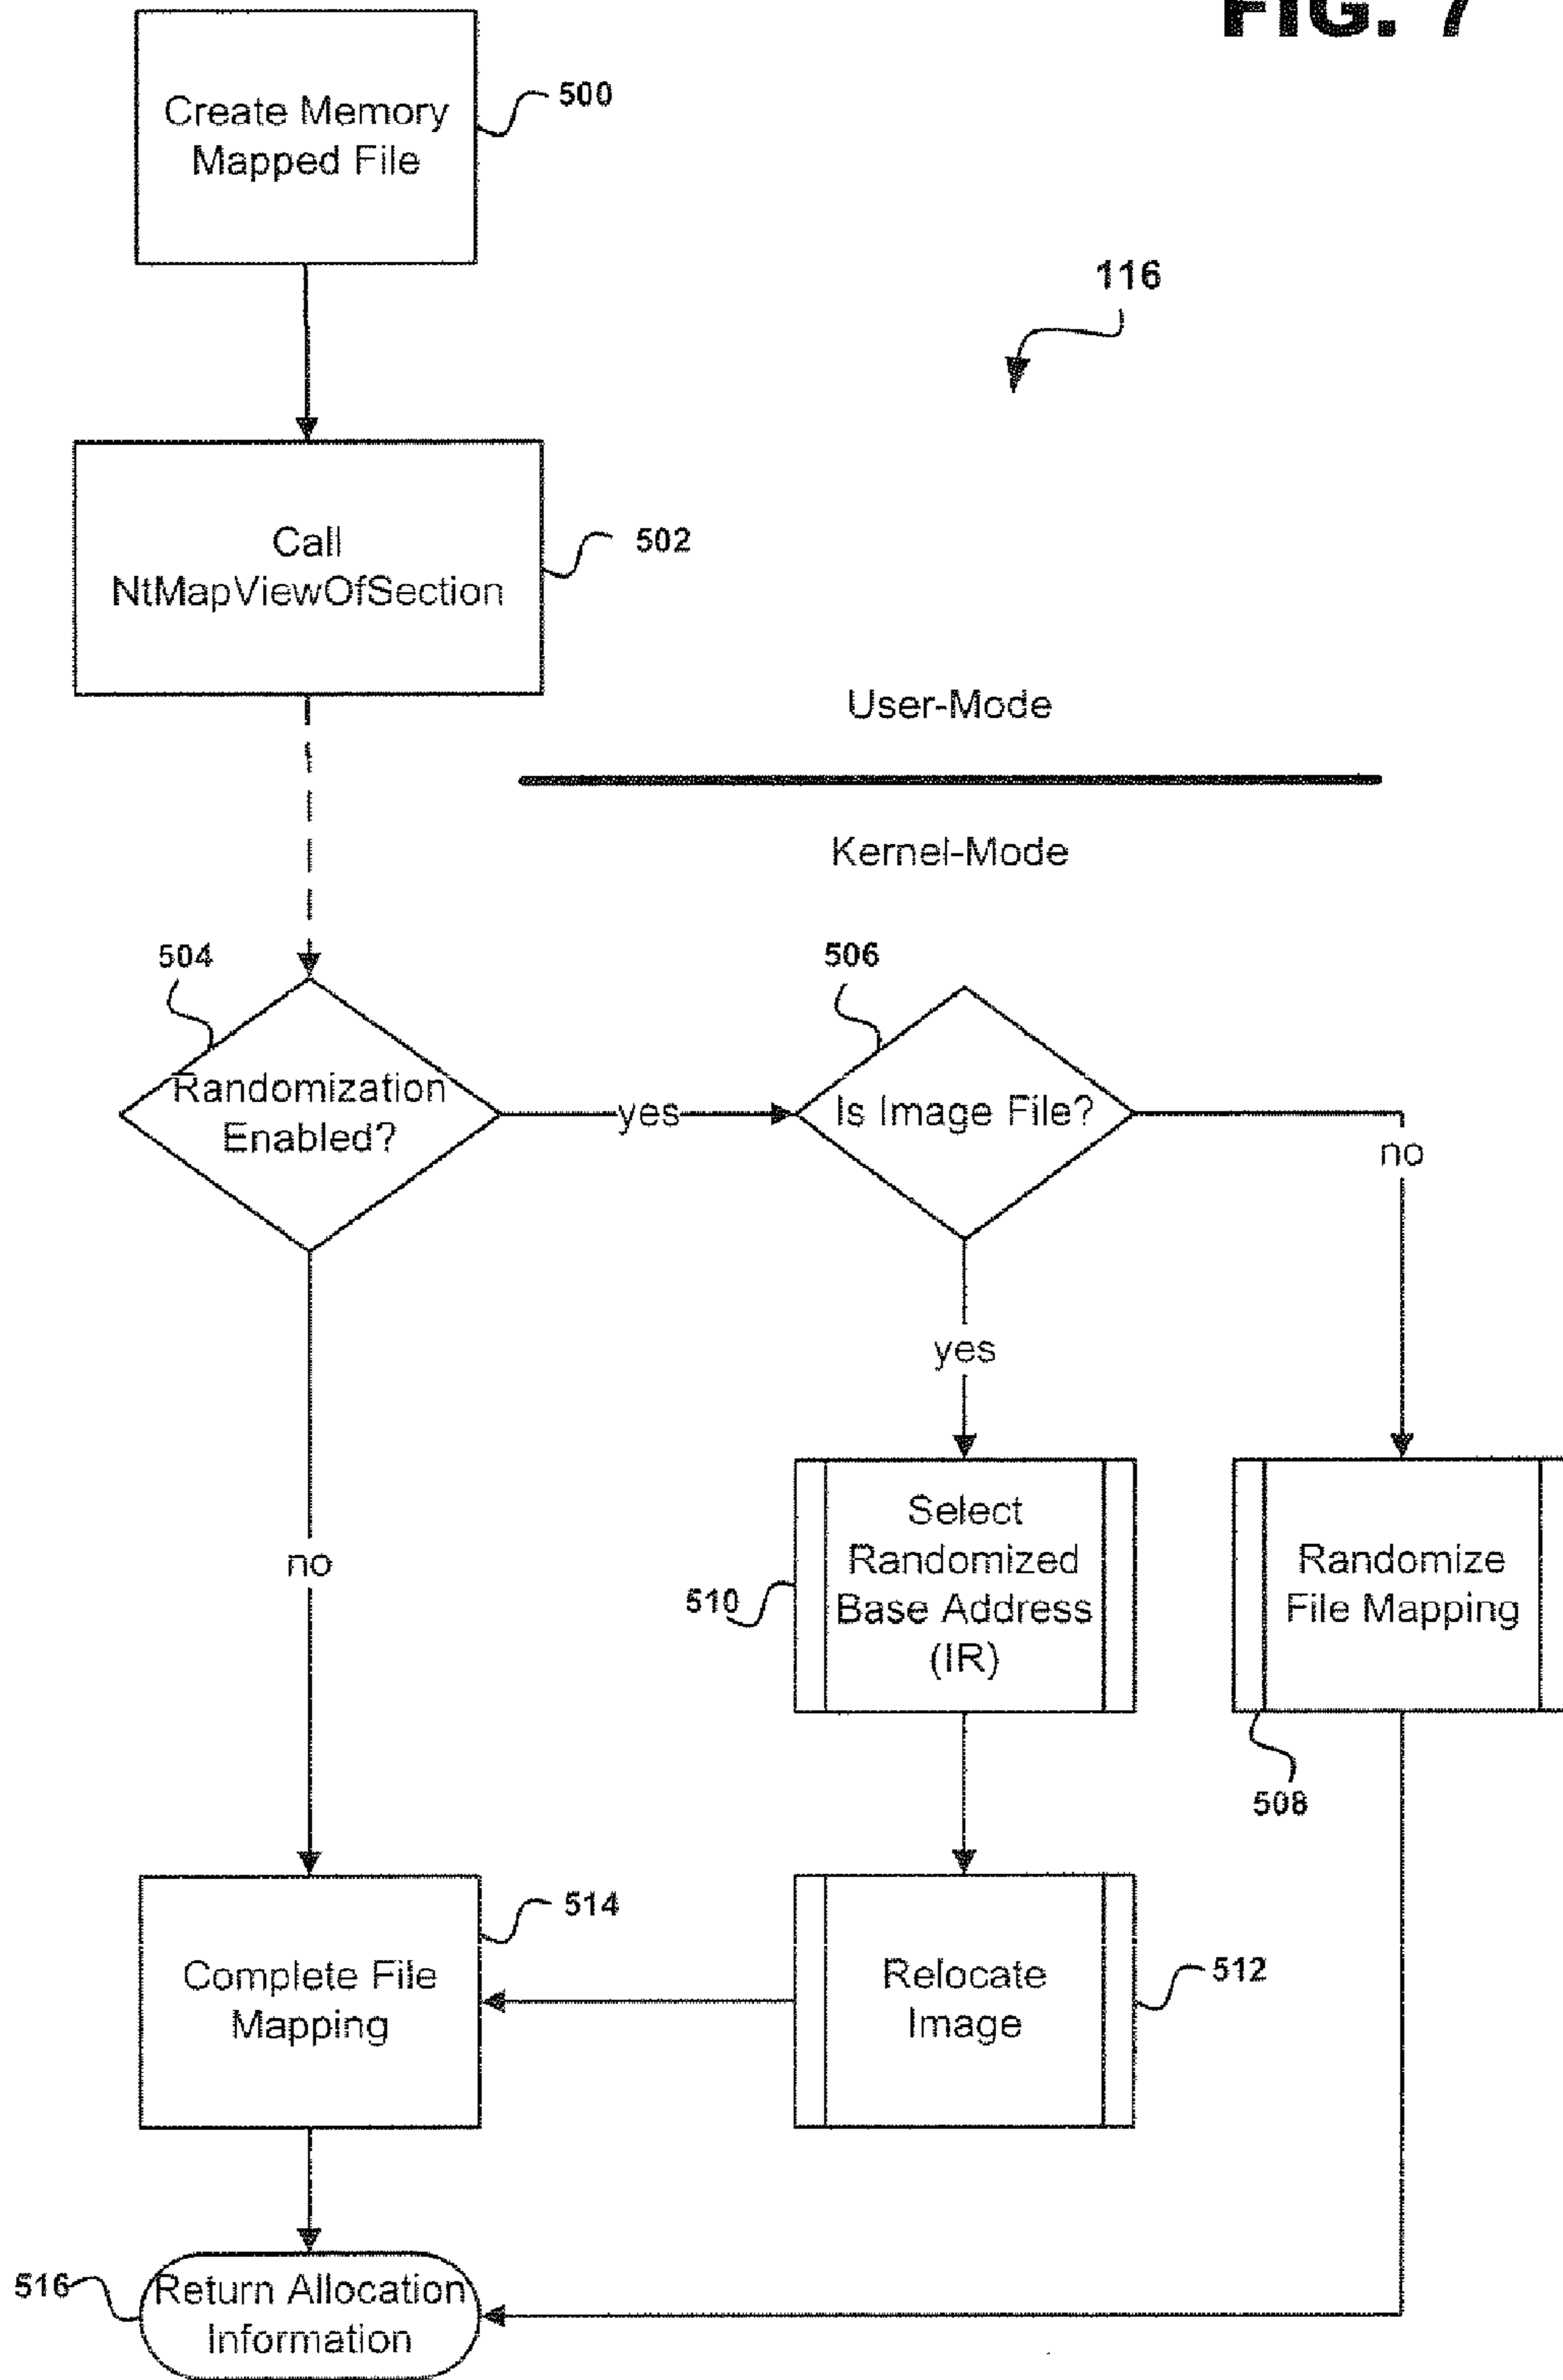 FIG. 7
Create Memory
Mapped File
500
116
Call
NtMapViewOfSection
502
User-Mode
Kernel-Mode
504
506
Randomization
Enabled?
yes
Is Image File?
no
yes
no
Select
Randomized
Base Address
(IR)
510
Randomize
File Mapping
508
514
Complete File
Mapping
Relocate
Image
512
516
Return Allocation
Information